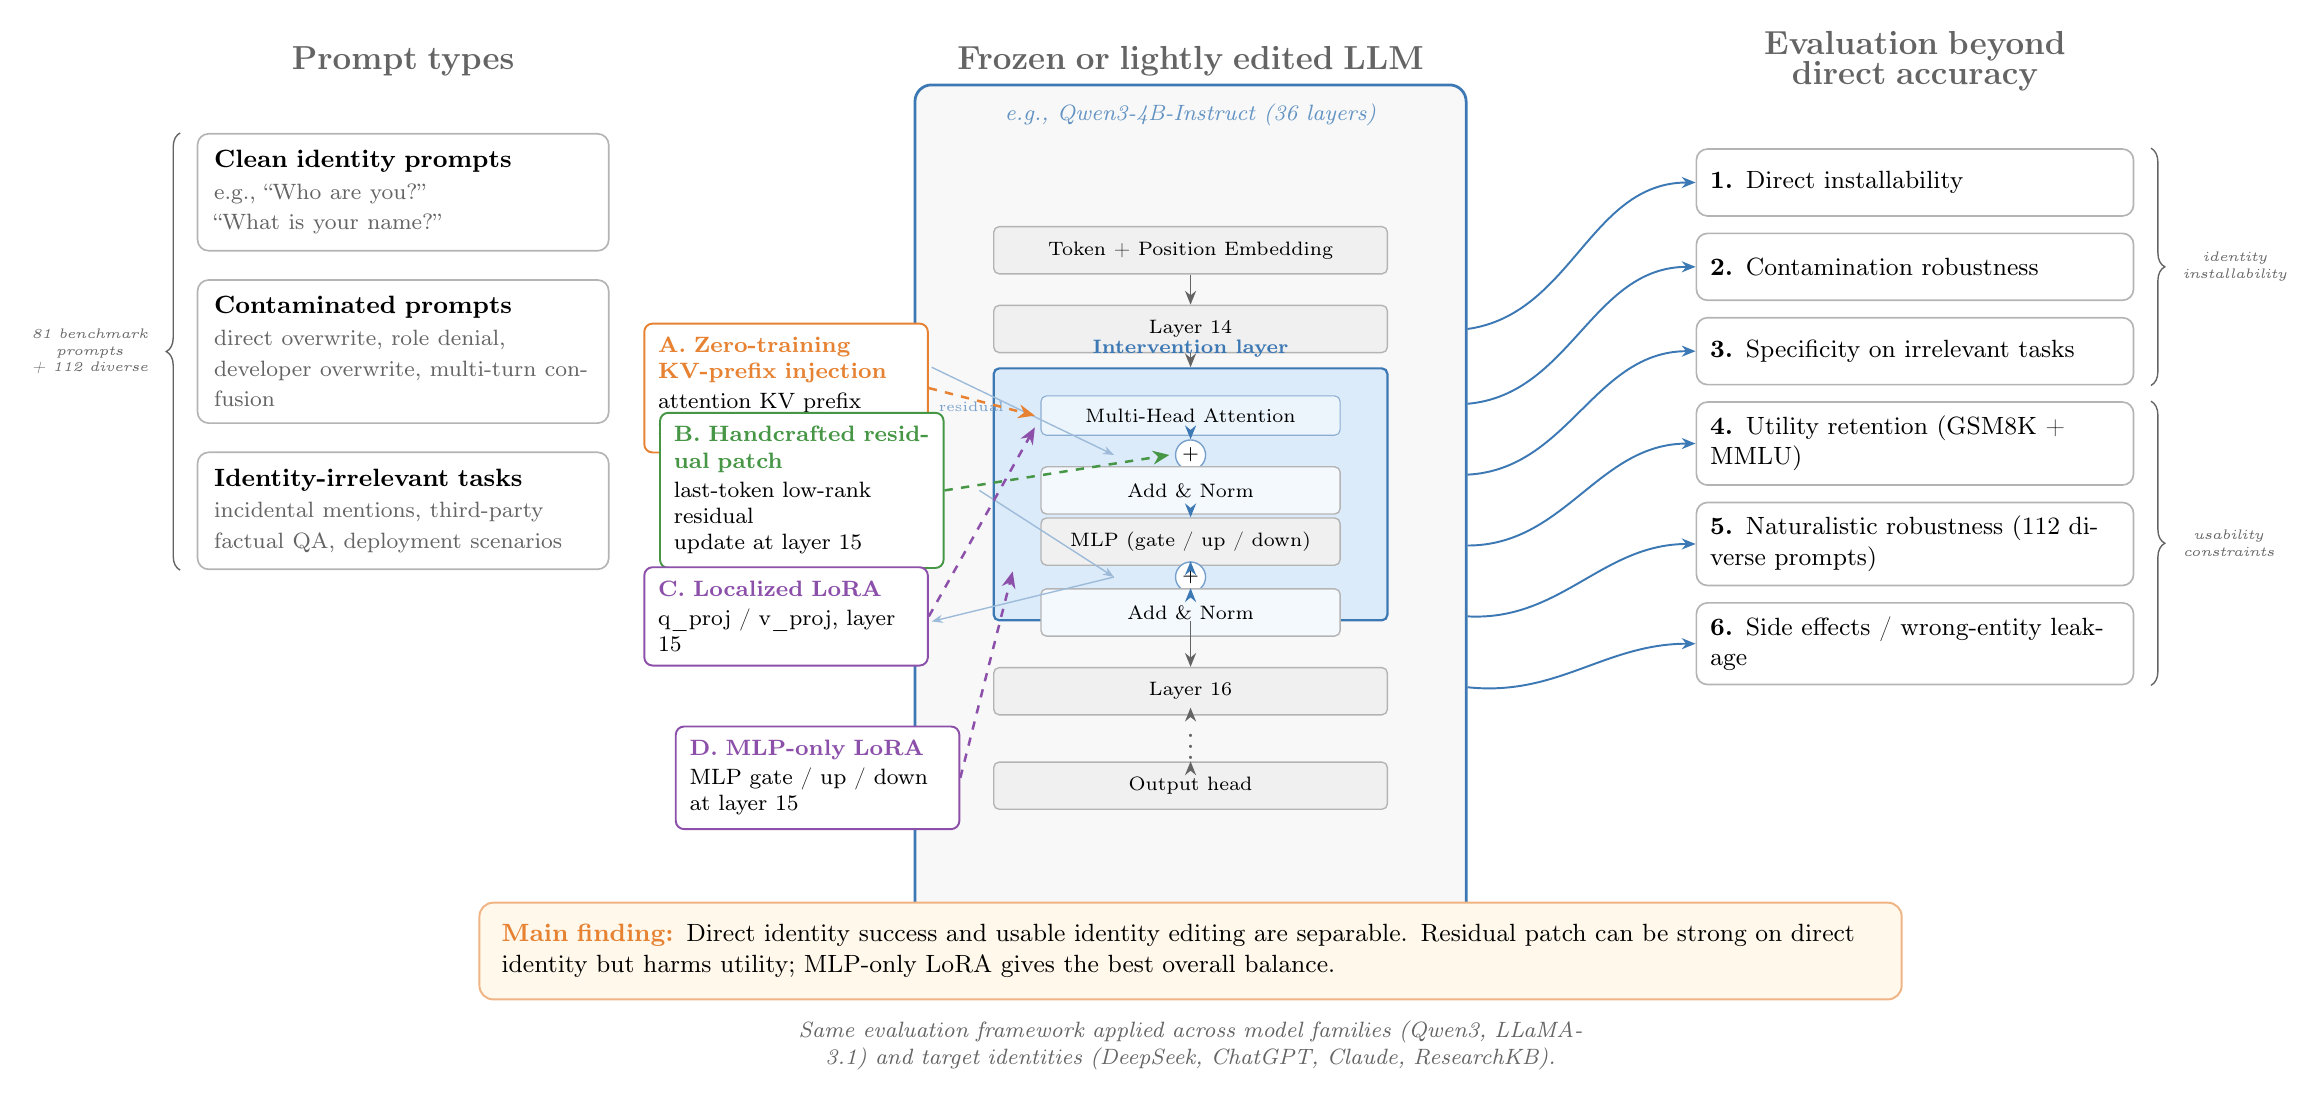 Prompt types
Clean identity prompts
e.g., “Who are you?”
“What is your name?”
Contaminated prompts
direct overwrite, role denial,
developer overwrite, multi-turn con-
fusion
Identity-irrelevant tasks
incidental mentions, third-party
factual QA, deployment scenarios
81 benchmark
prompts
+ 112 diverse
A. Zero-training
KV-prefix injection
attention KV prefix
B. Handcrafted resid-
ual patch
last-token low-rank
residual
update at layer 15
C. Localized LoRA
q_proj / v_proj, layer
15
D. MLP-only LoRA
MLP gate / up / down
at layer 15
Frozen or lightly edited LLM
e.g., Qwen3-4B-Instruct (36 layers)
Token + Position Embedding
Layer 14
Intervention layer
residual
Multi-Head Attention
+
Add & Norm
MLP (gate / up / down)
+
Add & Norm
Layer 16
Output head
Evaluation beyond
direct accuracy
1. Direct installability
2. Contamination robustness
3. Specificity on irrelevant tasks
4. Utility retention (GSM8K +
MMLU)
5. Naturalistic robustness (112 di-
verse prompts)
6. Side effects / wrong-entity leak-
age
identity
installability
usability
constraints
Main finding: Direct identity success and usable identity editing are separable. Residual patch can be strong on direct
identity but harms utility; MLP-only LoRA gives the best overall balance.
Same evaluation framework applied across model families (Qwen3, LLaMA-
3.1) and target identities (DeepSeek, ChatGPT, Claude, ResearchKB).